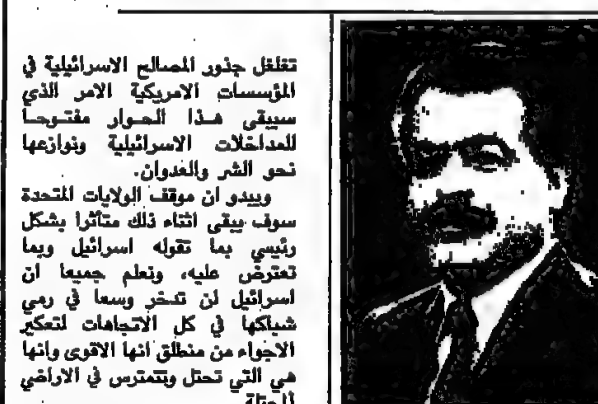 تغلغل جذور المصالح الاسرائيلية في
المؤسسات الامريكية الامر الذي
سيبقى هذا الحوار مفتوحا
للمداخلات الاسرائيلية ونوازعها
نحو الشر والعدوان.
ويبدو ان موقف الولايات المتحدة
سوف يبقى اثناء ذلك متأثرا بشكل
رئيسي بما تقوله اسرائيل وبما
تعترض عليه، ونعلم جميعا ان
اسرائيل لن تدخر وسعا في رمي
شباكها في كل الاتجاهات لتعكير
الاجواء من منطلق انها الاقوى وانها
هي التي تحتل وتتمترس في الاراضي
المحتلة